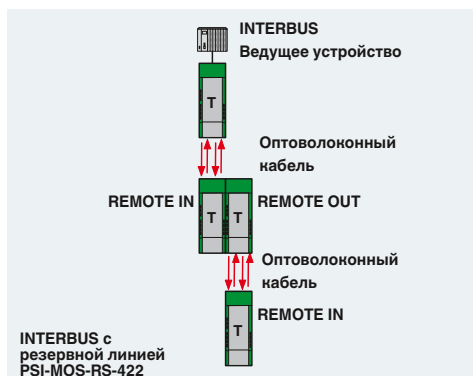 INTERBUS
Ведущее устройство
T
Оптоволоконный
кабель
REMOTE IN
T
T
REMOTE OUT
Оптоволоконный
кабель
T
REMOTE IN
INTERBUS с
резервной линией
PSI-MOS-RS-422